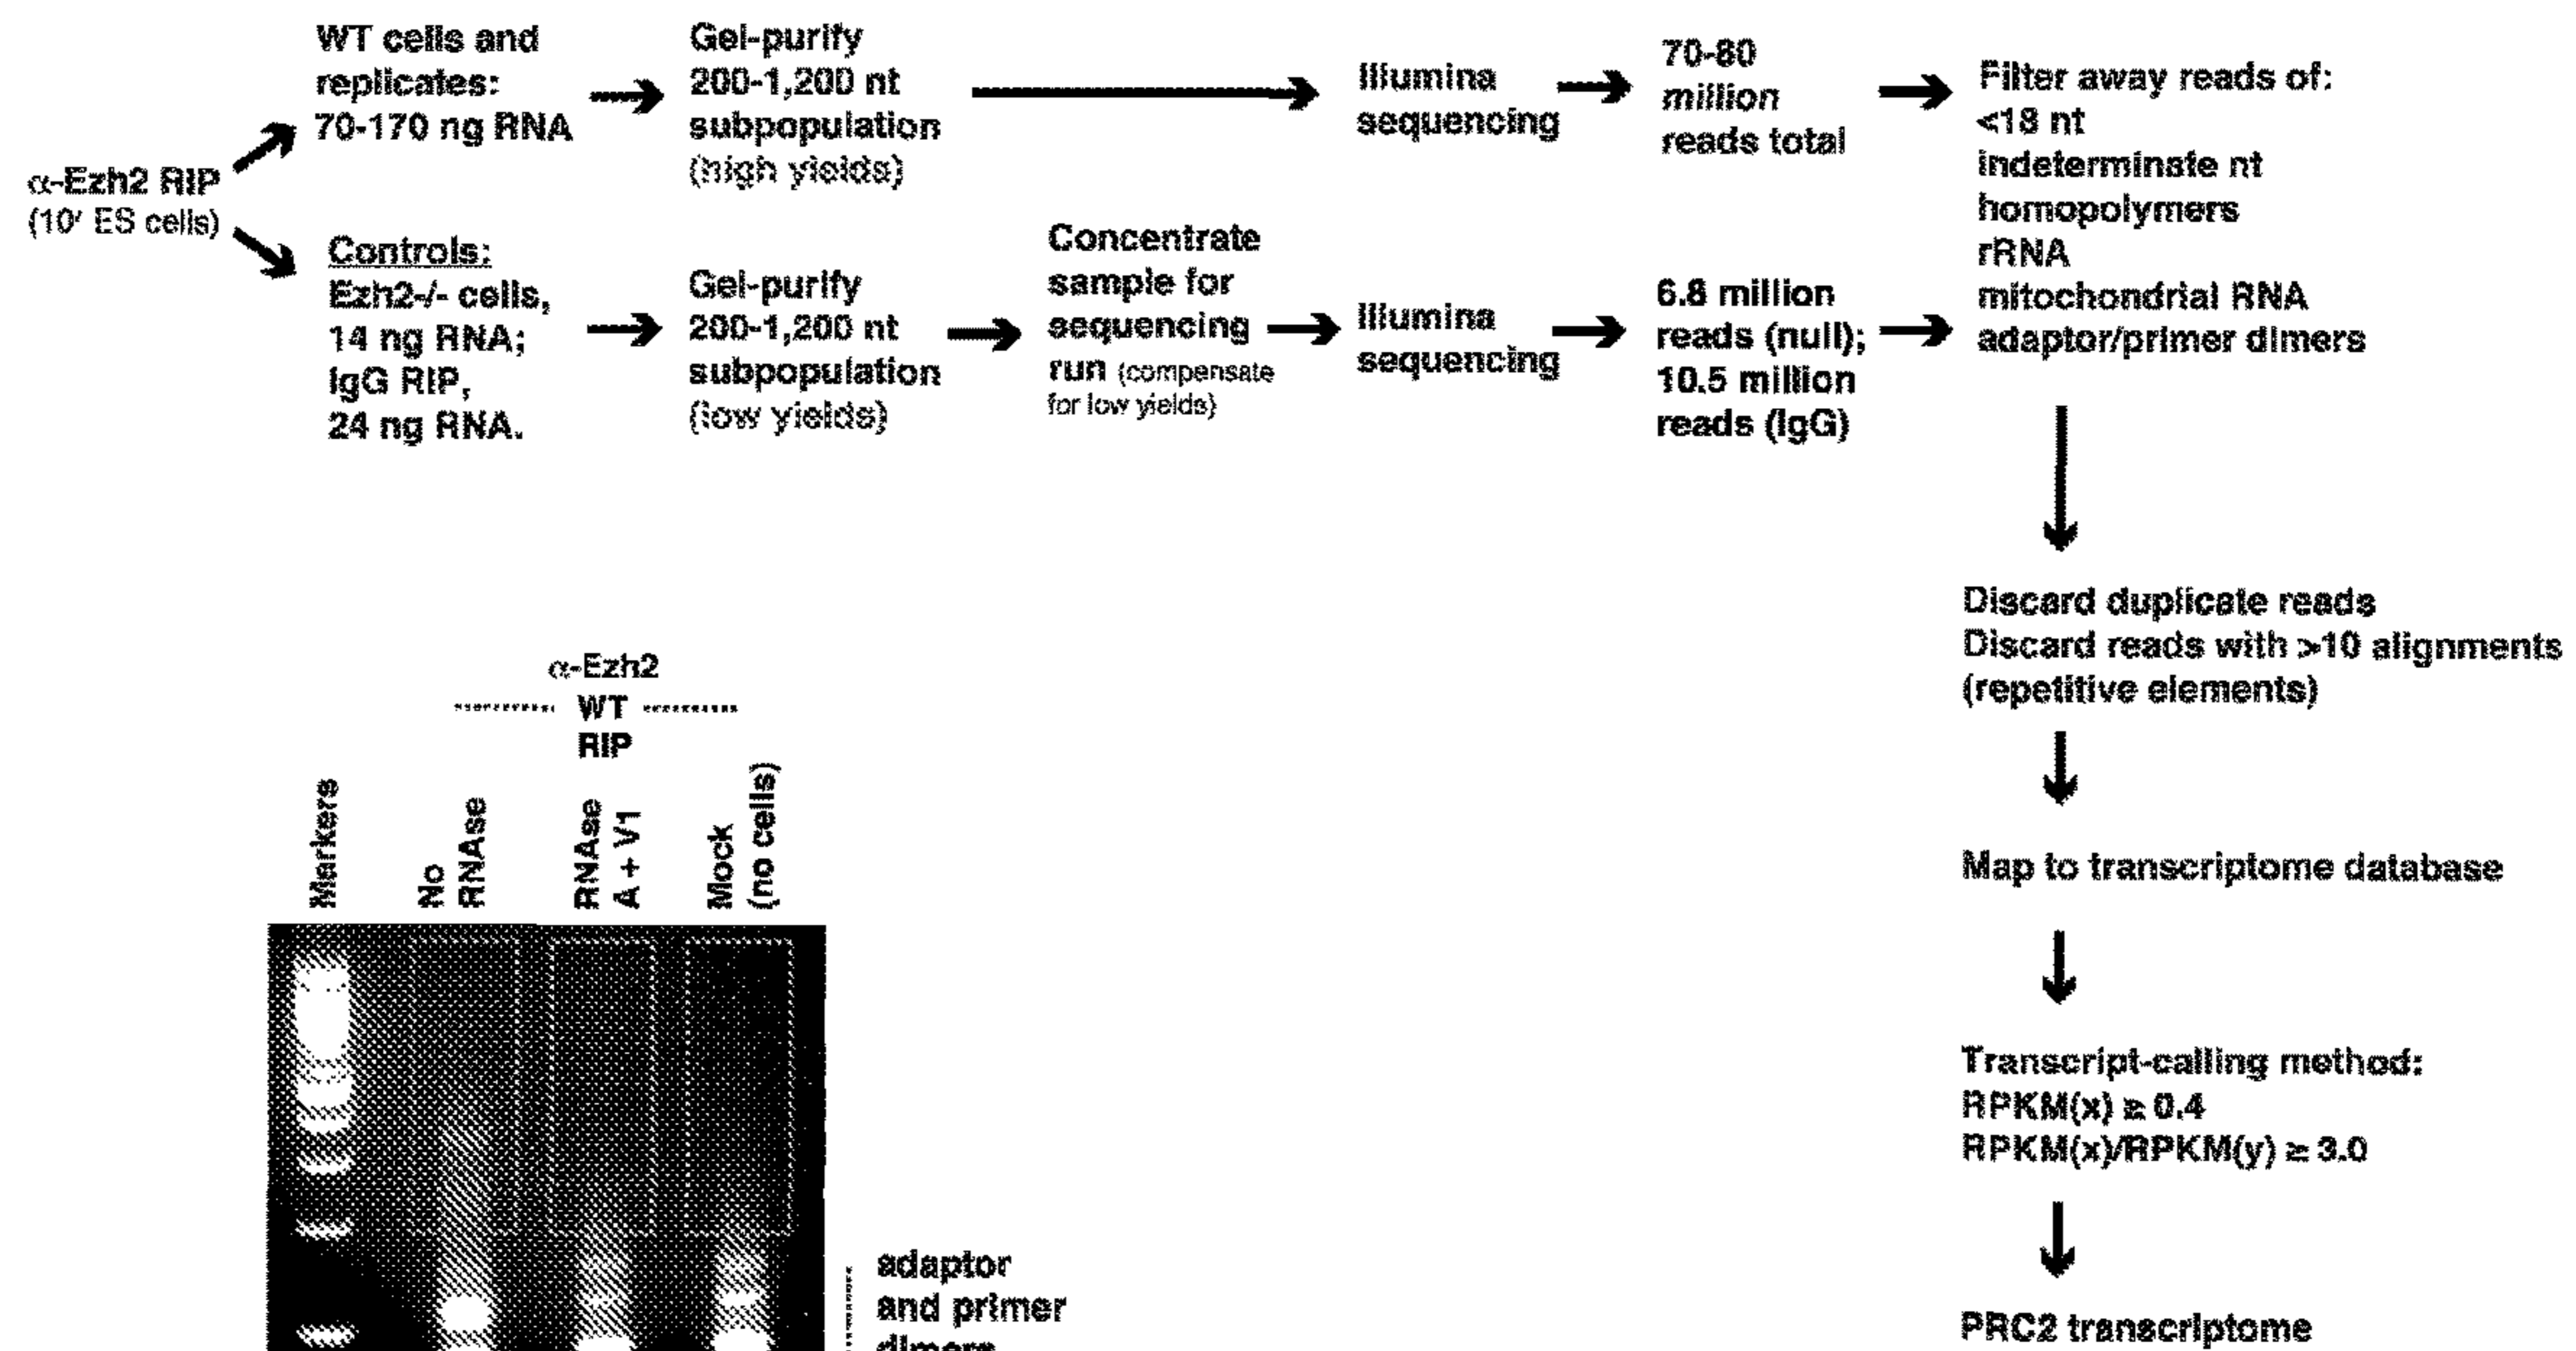 α-Ezh2 RIP
(10⁷ ES cells)
WT cells and
replicates:
70-170 ng RNA
Gel-purify
200-1,200 nt
subpopulation
(high yields)
Illumina
sequencing
70-80
million
reads total
Filter away reads of:
<18 nt
indeterminate nt
homopolymers
rRNA
mitochondrial RNA
adaptor/primer dimers
Controls:
Ezh2-/- cells,
14 ng RNA;
IgG RIP,
24 ng RNA.
Gel-purify
200-1,200 nt
subpopulation
(low yields)
Concentrate
sample for
sequencing
run (compensate
for low yields)
Illumina
sequencing
6.8 million
reads (null);
10.5 million
reads (IgG)
Discard duplicate reads
Discard reads with >10 alignments
(repetitive elements)
Map to transcriptome database
Transcript-calling method:
RPKM(x) ≥ 0.4
RPKM(x)/RPKM(y) ≥ 3.0
PRC2 transcriptome
α-Ezh2
WT
RIP
Markers
No
RNAse
RNAse
A + V1
Mock
(no cells)
adaptor
and primer
dimers